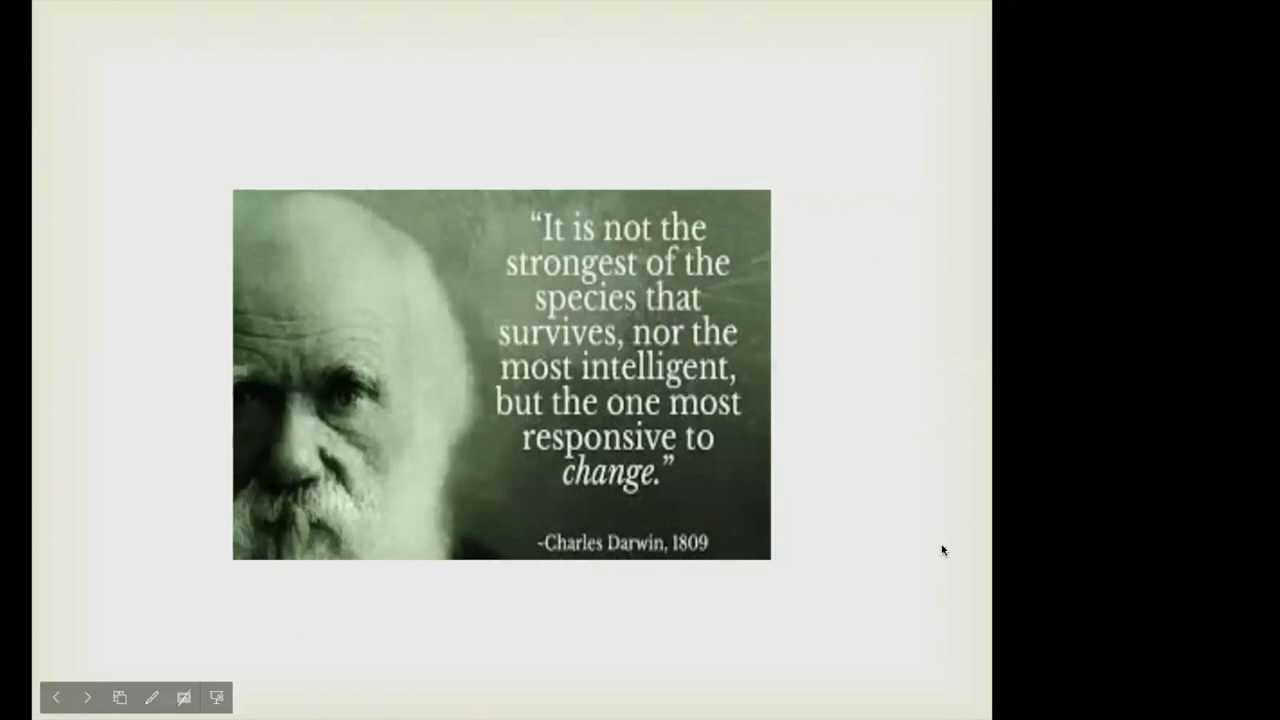 “It is not the
strongest of the
species that
survives, nor the
most intelligent,
but the one most
responsive to
change.”
-Charles Darwin, 1809